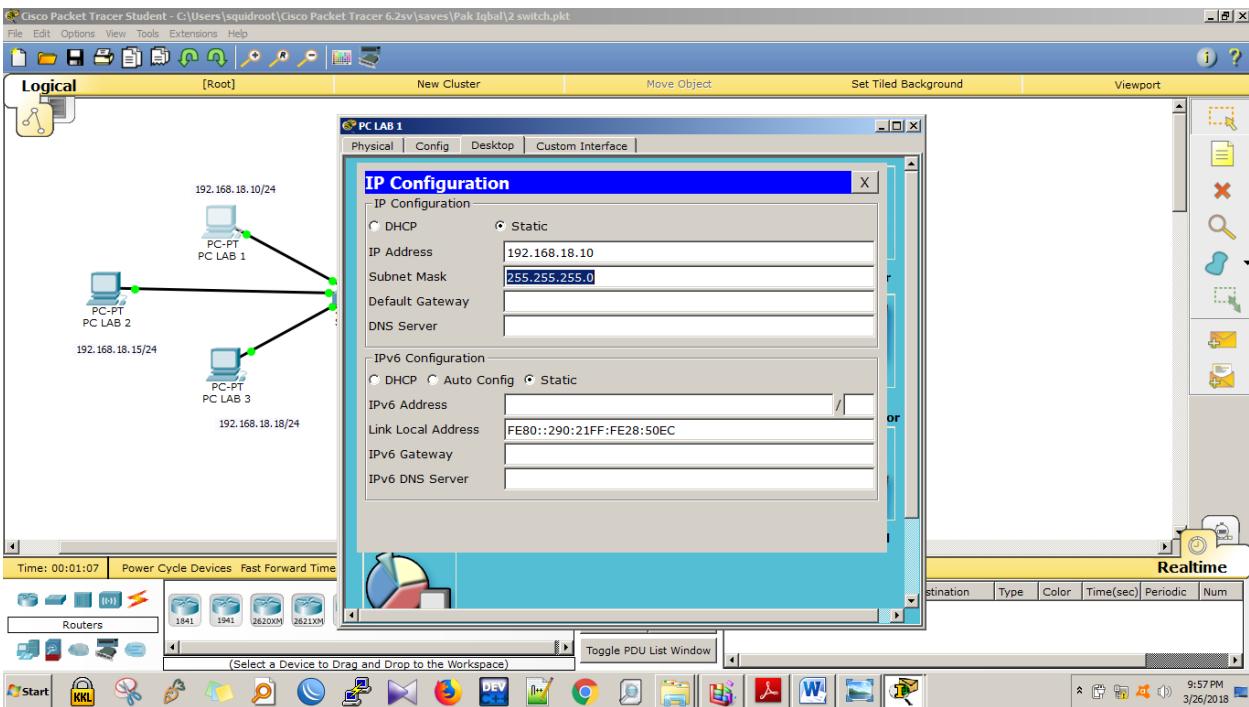 Cisco Packet Tracer Student - C:\Users\squidroot\Cisco Packet Tracer 6.2sv\saves\Pak Iqbal\2 switch.pkt
File Edit Options View Tools Extensions Help
Logical [Root] New Cluster Move Object Set Tiled Background Viewport
192.168.18.10/24
PC-PT
PC LAB 1
PC-PT
PC LAB 2
192.168.18.15/24
PC-PT
PC LAB 3
192.168.18.18/24
PC LAB 1
Physical Config Desktop Custom Interface
IP Configuration X
IP Configuration
DHCP Static
IP Address 192.168.18.10
Subnet Mask 255.255.255.0
Default Gateway
DNS Server
IPv6 Configuration
DHCP Auto Config Static
IPv6 Address /
Link Local Address FE80::290:21FF:FE28:50EC
IPv6 Gateway
IPv6 DNS Server
Time: 00:01:07 Power Cycle Devices Fast Forward Time Realtime
Routers
1841 1941 2620XM 2621XM
(Select a Device to Drag and Drop to the Workspace)
Toggle PDU List Window
stination Type Color Time(sec) Periodic Num
Start KKL DEV C++ W
9:57 PM
3/26/2018